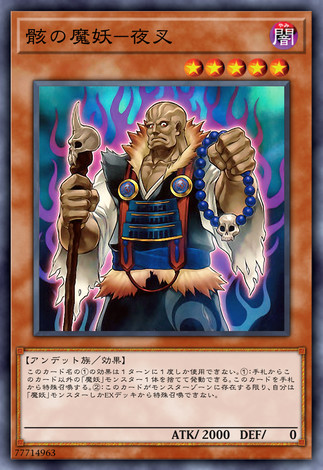 骸の魔妖－夜叉
やみ
闇
【アンデット族／効果】
このカード名の①の効果は１ターンに１度しか使用できない。①：手札から
このカード以外の「魔妖」モンスター１体を捨てて発動できる。このカードを手札
から特殊召喚する。②：このカードがモンスターゾーンに存在する限り、自分は
「魔妖」モンスターしかEXデッキから特殊召喚できない。
ATK/ 2000 DEF/ 0
77714963